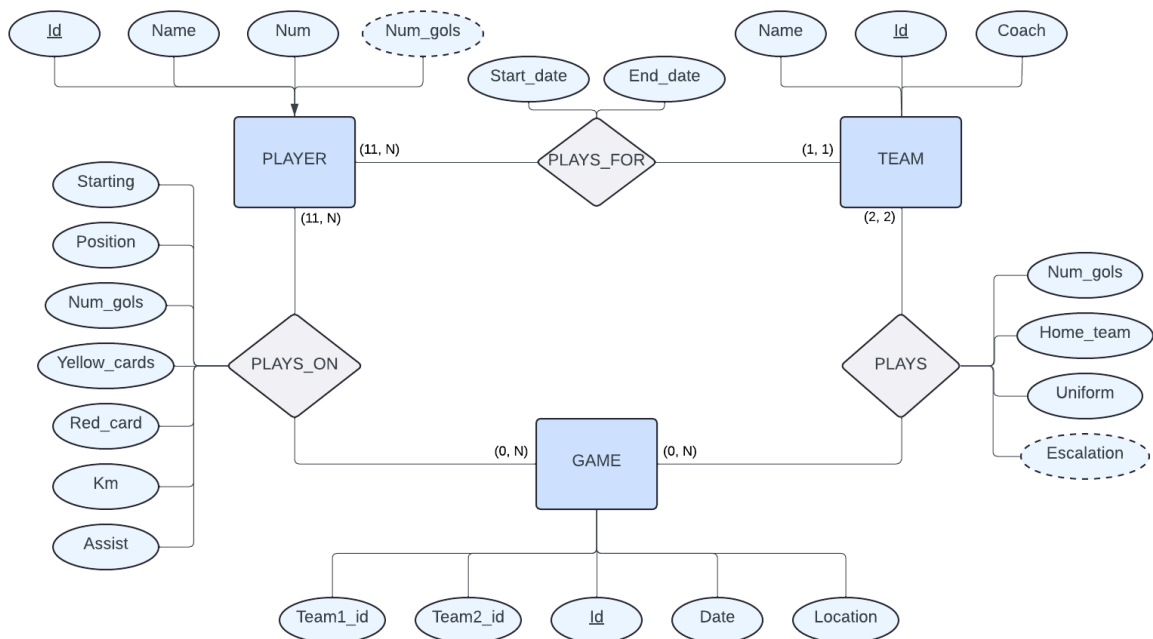 Id
Name
Num
Num_gols
Name
Id
Coach
Start_date
End_date
PLAYER
(11, N)
PLAYS_FOR
(1, 1)
TEAM
(11, N)
(2, 2)
Starting
Position
Num_gols
Yellow_cards
Red_card
Km
Assist
PLAYS_ON
PLAYS
Num_gols
Home_team
Uniform
Escalation
(0, N)
GAME
(0, N)
Team1_id
Team2_id
Id
Date
Location